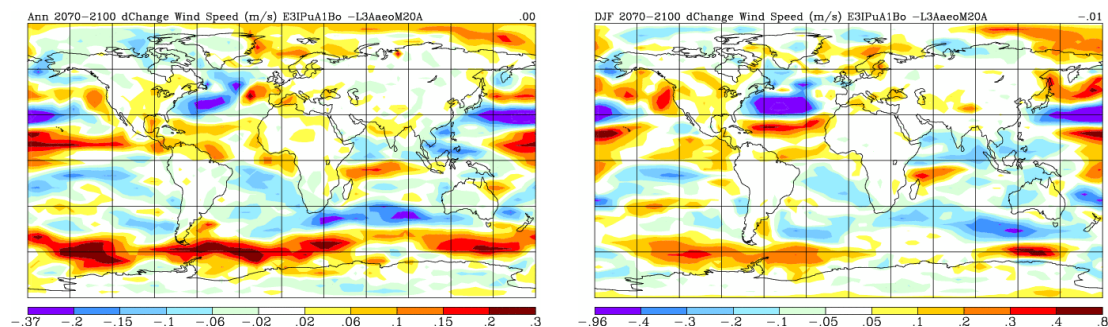 Ann 2070-2100 dChange Wind Speed (m/s) E3IPuA1Bo -L3AaeoM20A .00
-.37 -.2 -.15 -.1 -.06 -.02 .02 .06 .1 .15 .2 .3
DJF 2070-2100 dChange Wind Speed (m/s) E3IPuA1Bo -L3AaeoM20A -.01
-.96 -.4 -.3 -.2 -.1 -.05 .05 .1 .2 .3 .4 .8